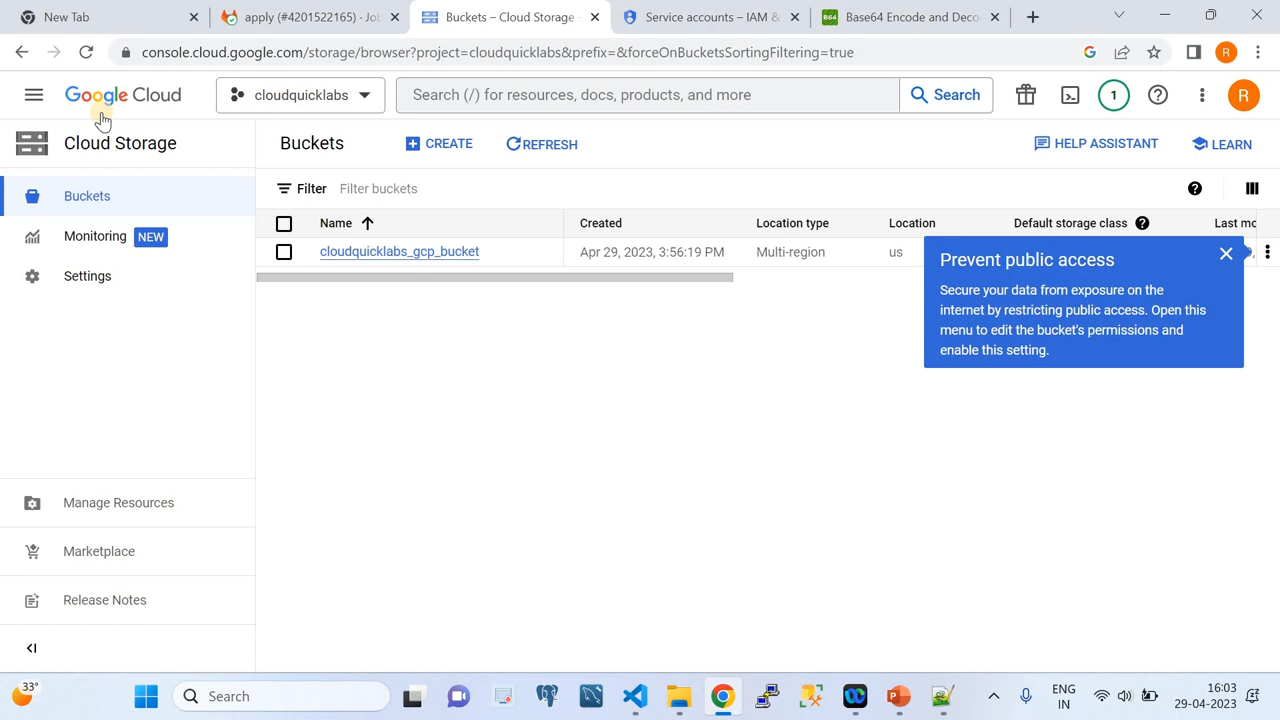 New Tab
apply (#4201522165) · Jo
Buckets – Cloud Storage -
Service accounts – IAM &
B64
Base64 Encode and Deco
console.cloud.google.com/storage/browser?project=cloudquicklabs&prefix=&forceOnBucketsSortingFiltering=true
G
R
Google Cloud
cloudquicklabs
Search (/) for resources, docs, products, and more
Search
1
R
Cloud Storage
Buckets
CREATE
REFRESH
HELP ASSISTANT
LEARN
Buckets
Filter
Filter buckets
Name
Created
Location type
Location
Default storage class
Last mo
Monitoring
NEW
cloudquicklabs_gcp_bucket
Apr 29, 2023, 3:56:19 PM
Multi-region
us
Settings
Prevent public access
Secure your data from exposure on the
internet by restricting public access. Open this
menu to edit the bucket's permissions and
enable this setting.
Manage Resources
Marketplace
Release Notes
33°
Search
ENG
IN
16:03
29-04-2023